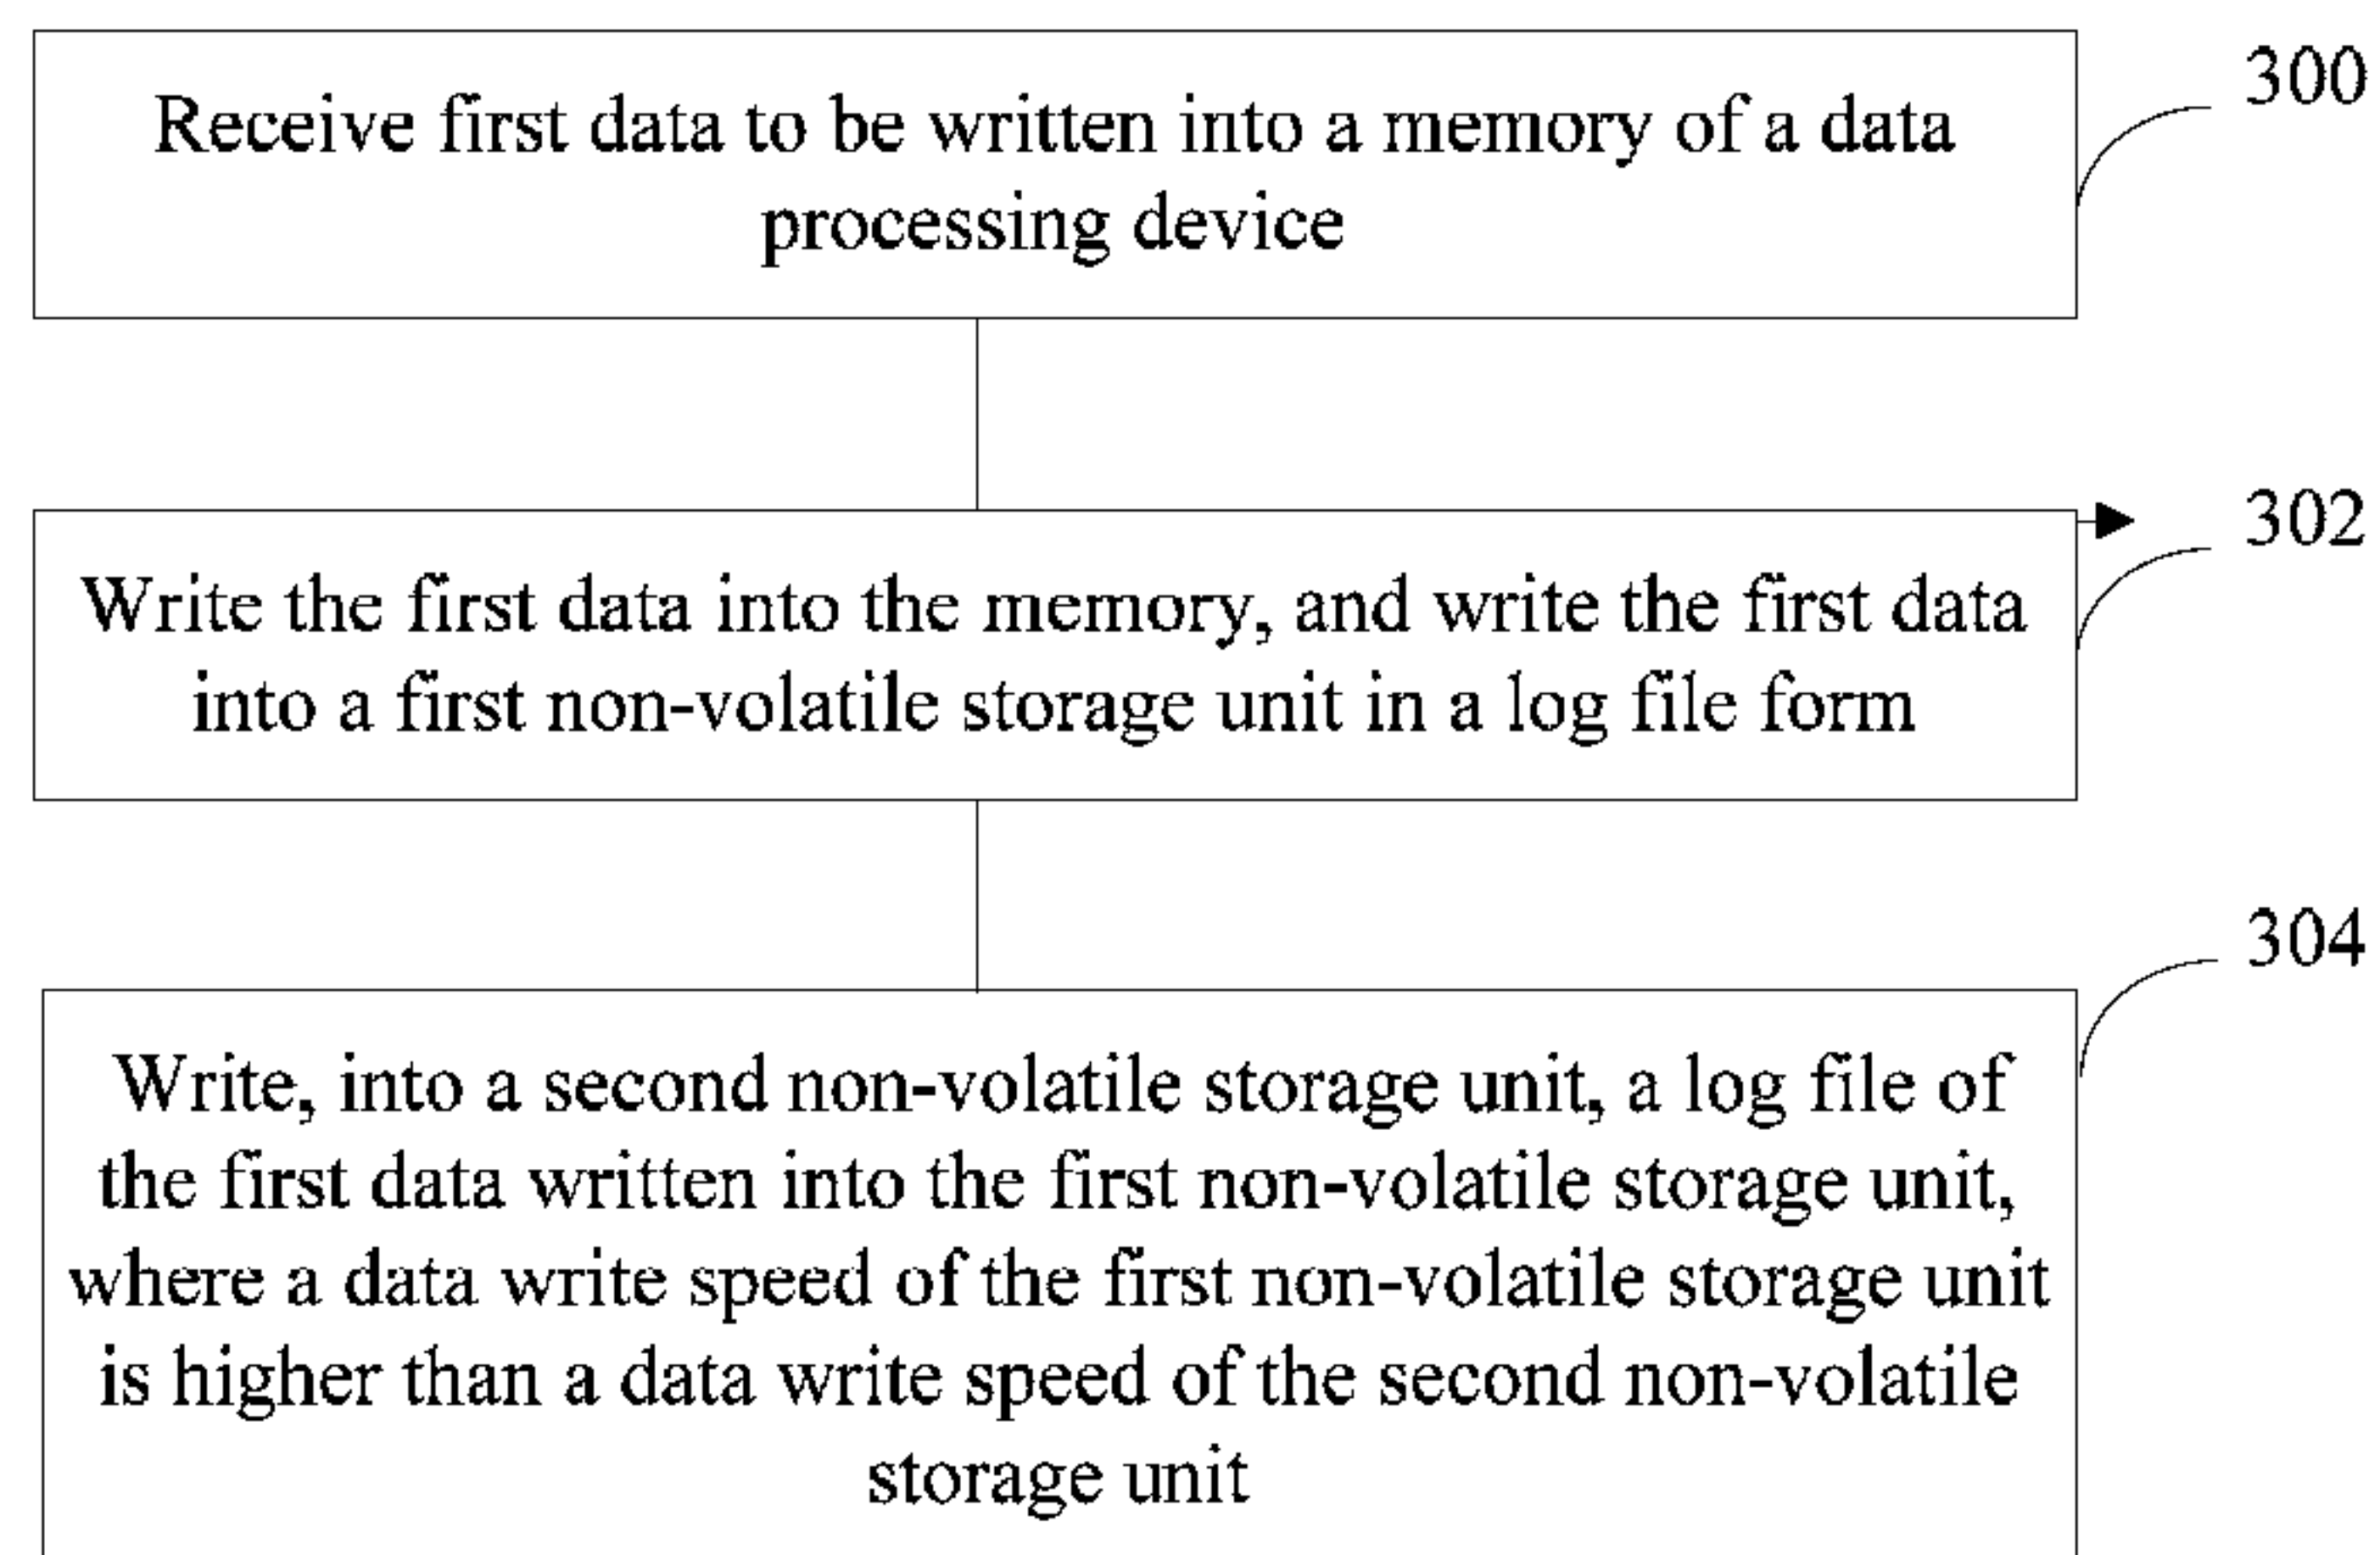 Receive first data to be written into a memory of a data
processing device
300
Write the first data into the memory, and write the first data
into a first non-volatile storage unit in a log file form
302
Write, into a second non-volatile storage unit, a log file of
the first data written into the first non-volatile storage unit,
where a data write speed of the first non-volatile storage unit
is higher than a data write speed of the second non-volatile
storage unit
304